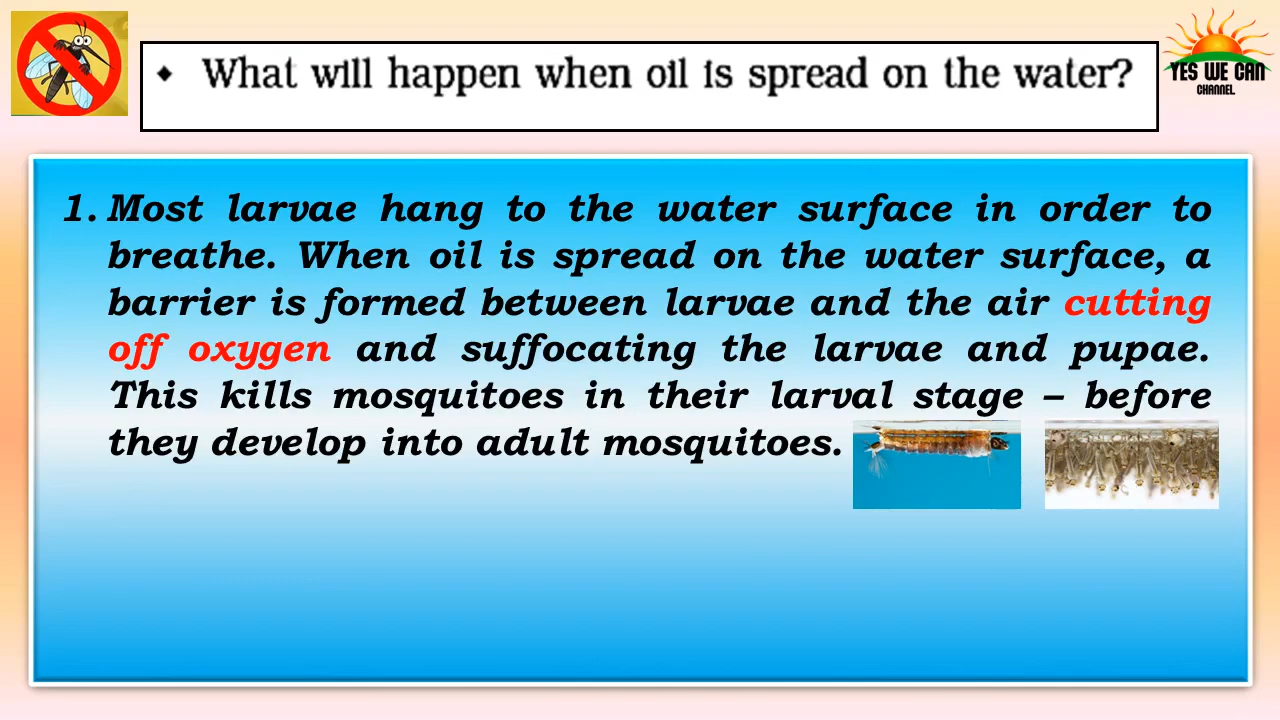 ♦ What will happen when oil is spread on the water?
YES WE CAN
CHANNEL
1. Most larvae hang to the water surface in order to
breathe. When oil is spread on the water surface, a
barrier is formed between larvae and the air cutting
off oxygen and suffocating the larvae and pupae.
This kills mosquitoes in their larval stage – before
they develop into adult mosquitoes.